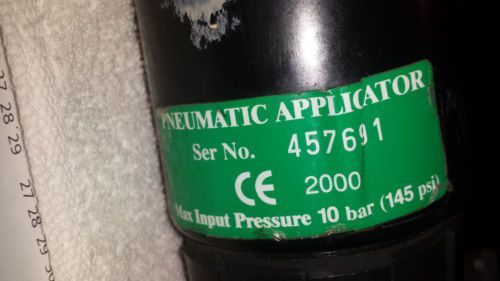 PNEUMATIC APPLICATOR
Ser No. 457691
CE 2000
Max Input Pressure 10 bar (145 psi)
27 28 29 27 28 29